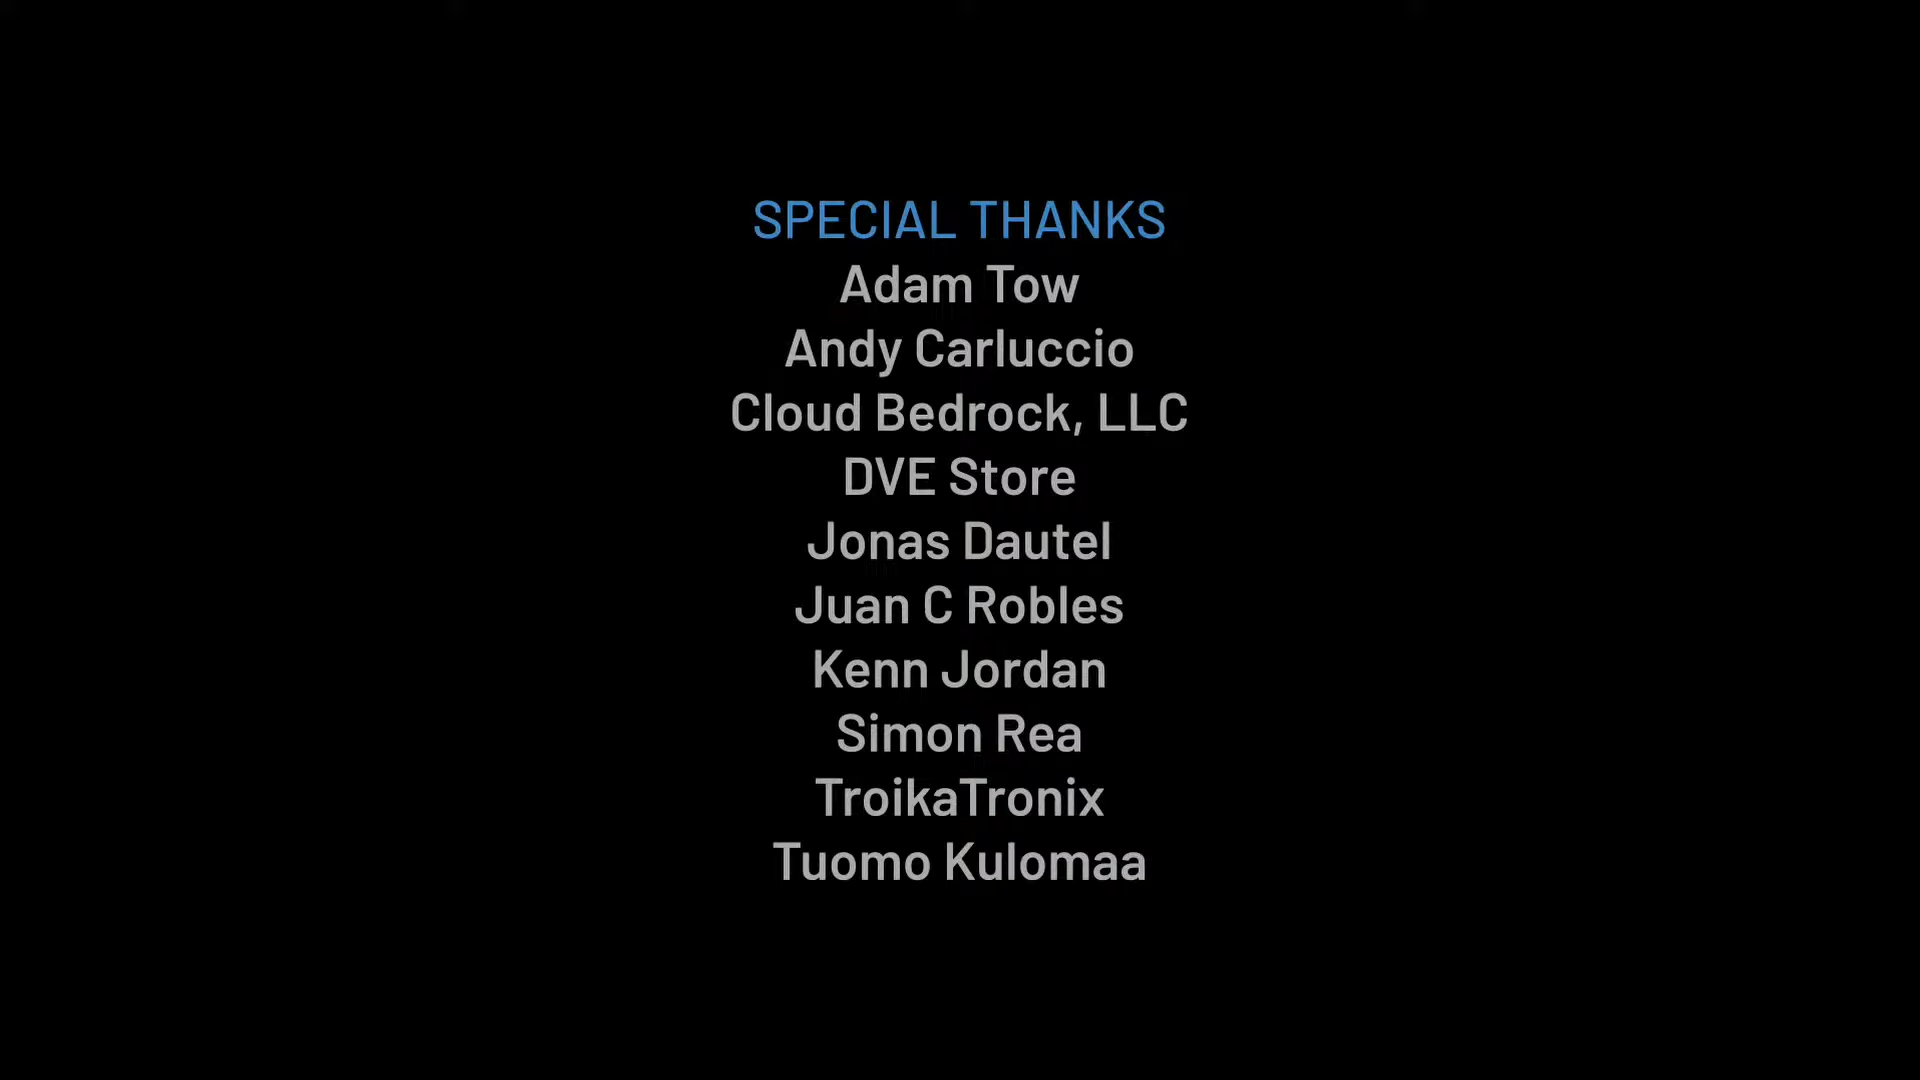 SPECIAL THANKS
Adam Tow
Andy Carluccio
Cloud Bedrock, LLC
DVE Store
Jonas Dautel
Juan C Robles
Kenn Jordan
Simon Rea
TroikaTronix
Tuomo Kulomaa